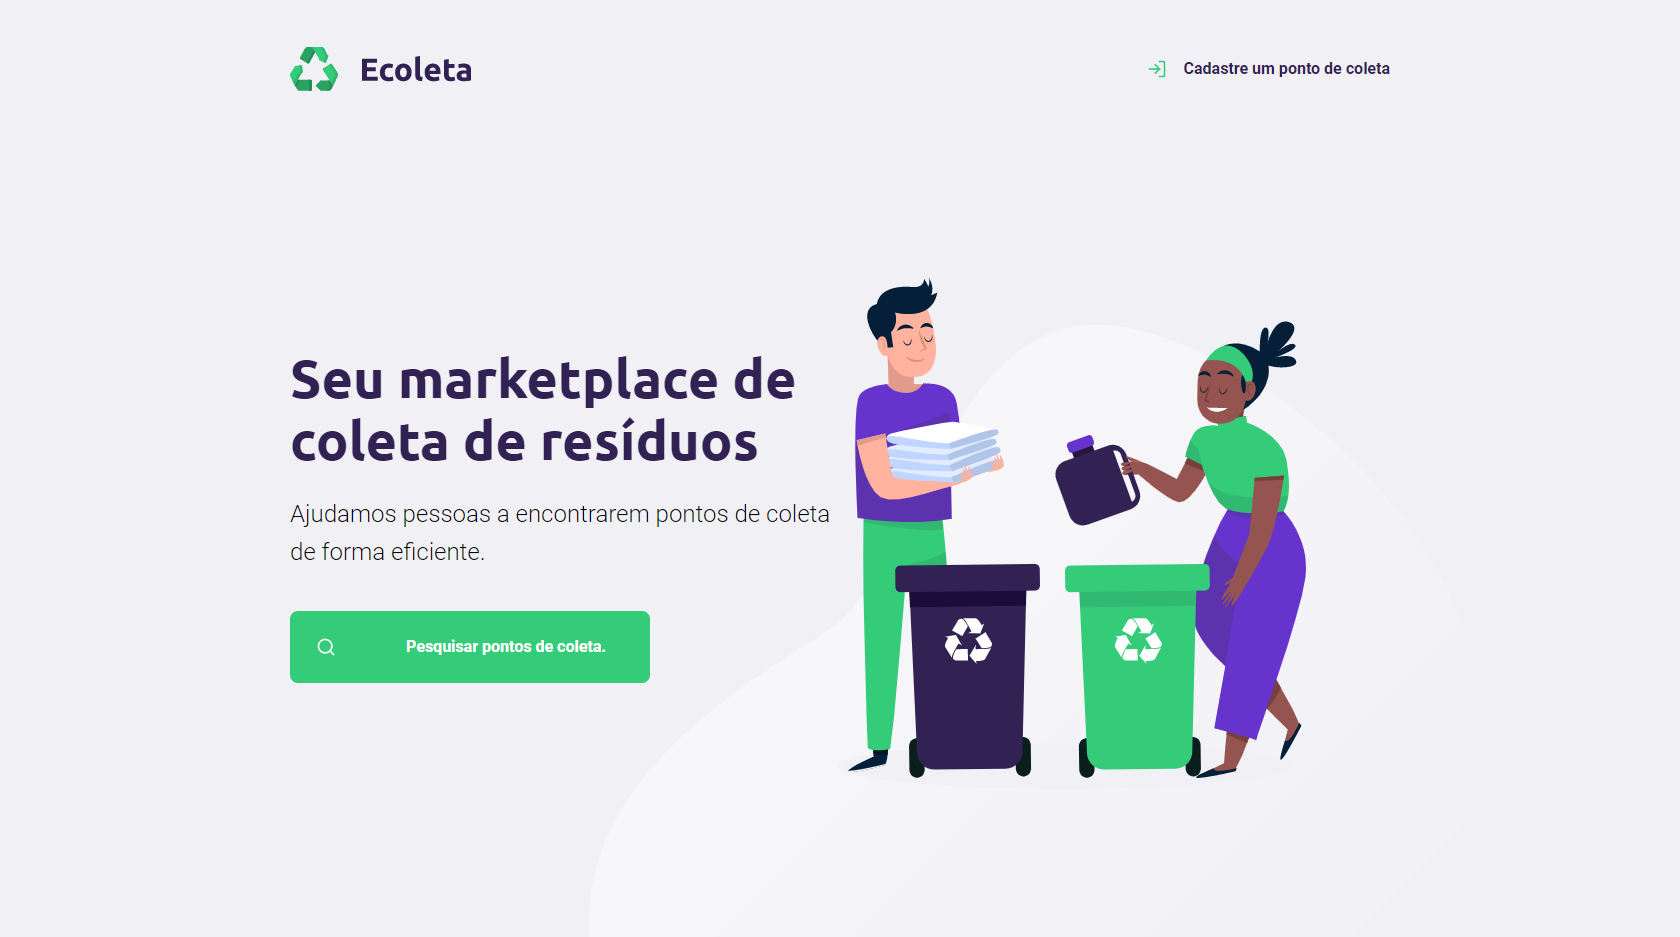 Ecoleta
Cadastre um ponto de coleta
Seu marketplace de
coleta de resíduos
Ajudamos pessoas a encontrarem pontos de coleta
de forma eficiente.
Pesquisar pontos de coleta.